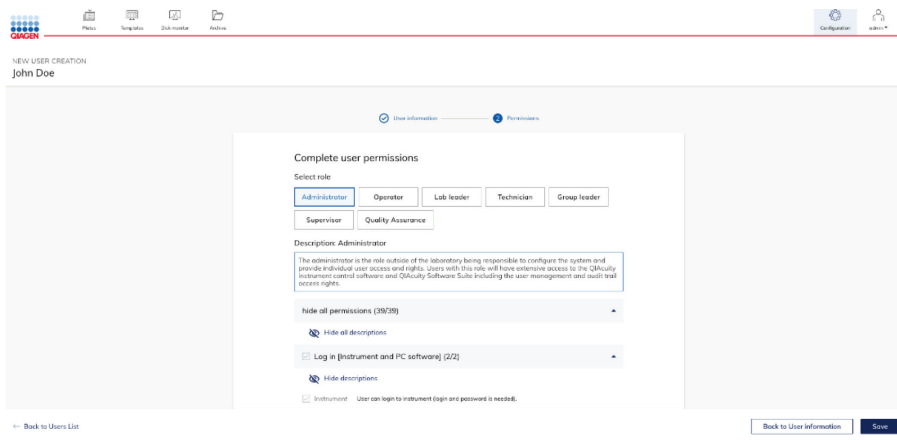 QIAGEN
Plates Templates Disk monitor Archive Configuration admin
NEW USER CREATION
John Doe
User information 2 Permissions
Complete user permissions
Select role
Administrator Operator Lab leader Technician Group leader
Supervisor Quality Assurance
Description: Administrator
The administrator is the role outside of the laboratory being responsible to configure the system and
provide individual user access and rights. Users with this role will have extensive access to the QIAcuity
instrument control software and QIAcuity Software Suite including the user management and audit trail
access rights.
hide all permissions (39/39)
Hide all descriptions
Log in [Instrument and PC software] (2/2)
Hide descriptions
Instrument User can login to instrument (login and password is needed).
← Back to Users List Back to User information Save